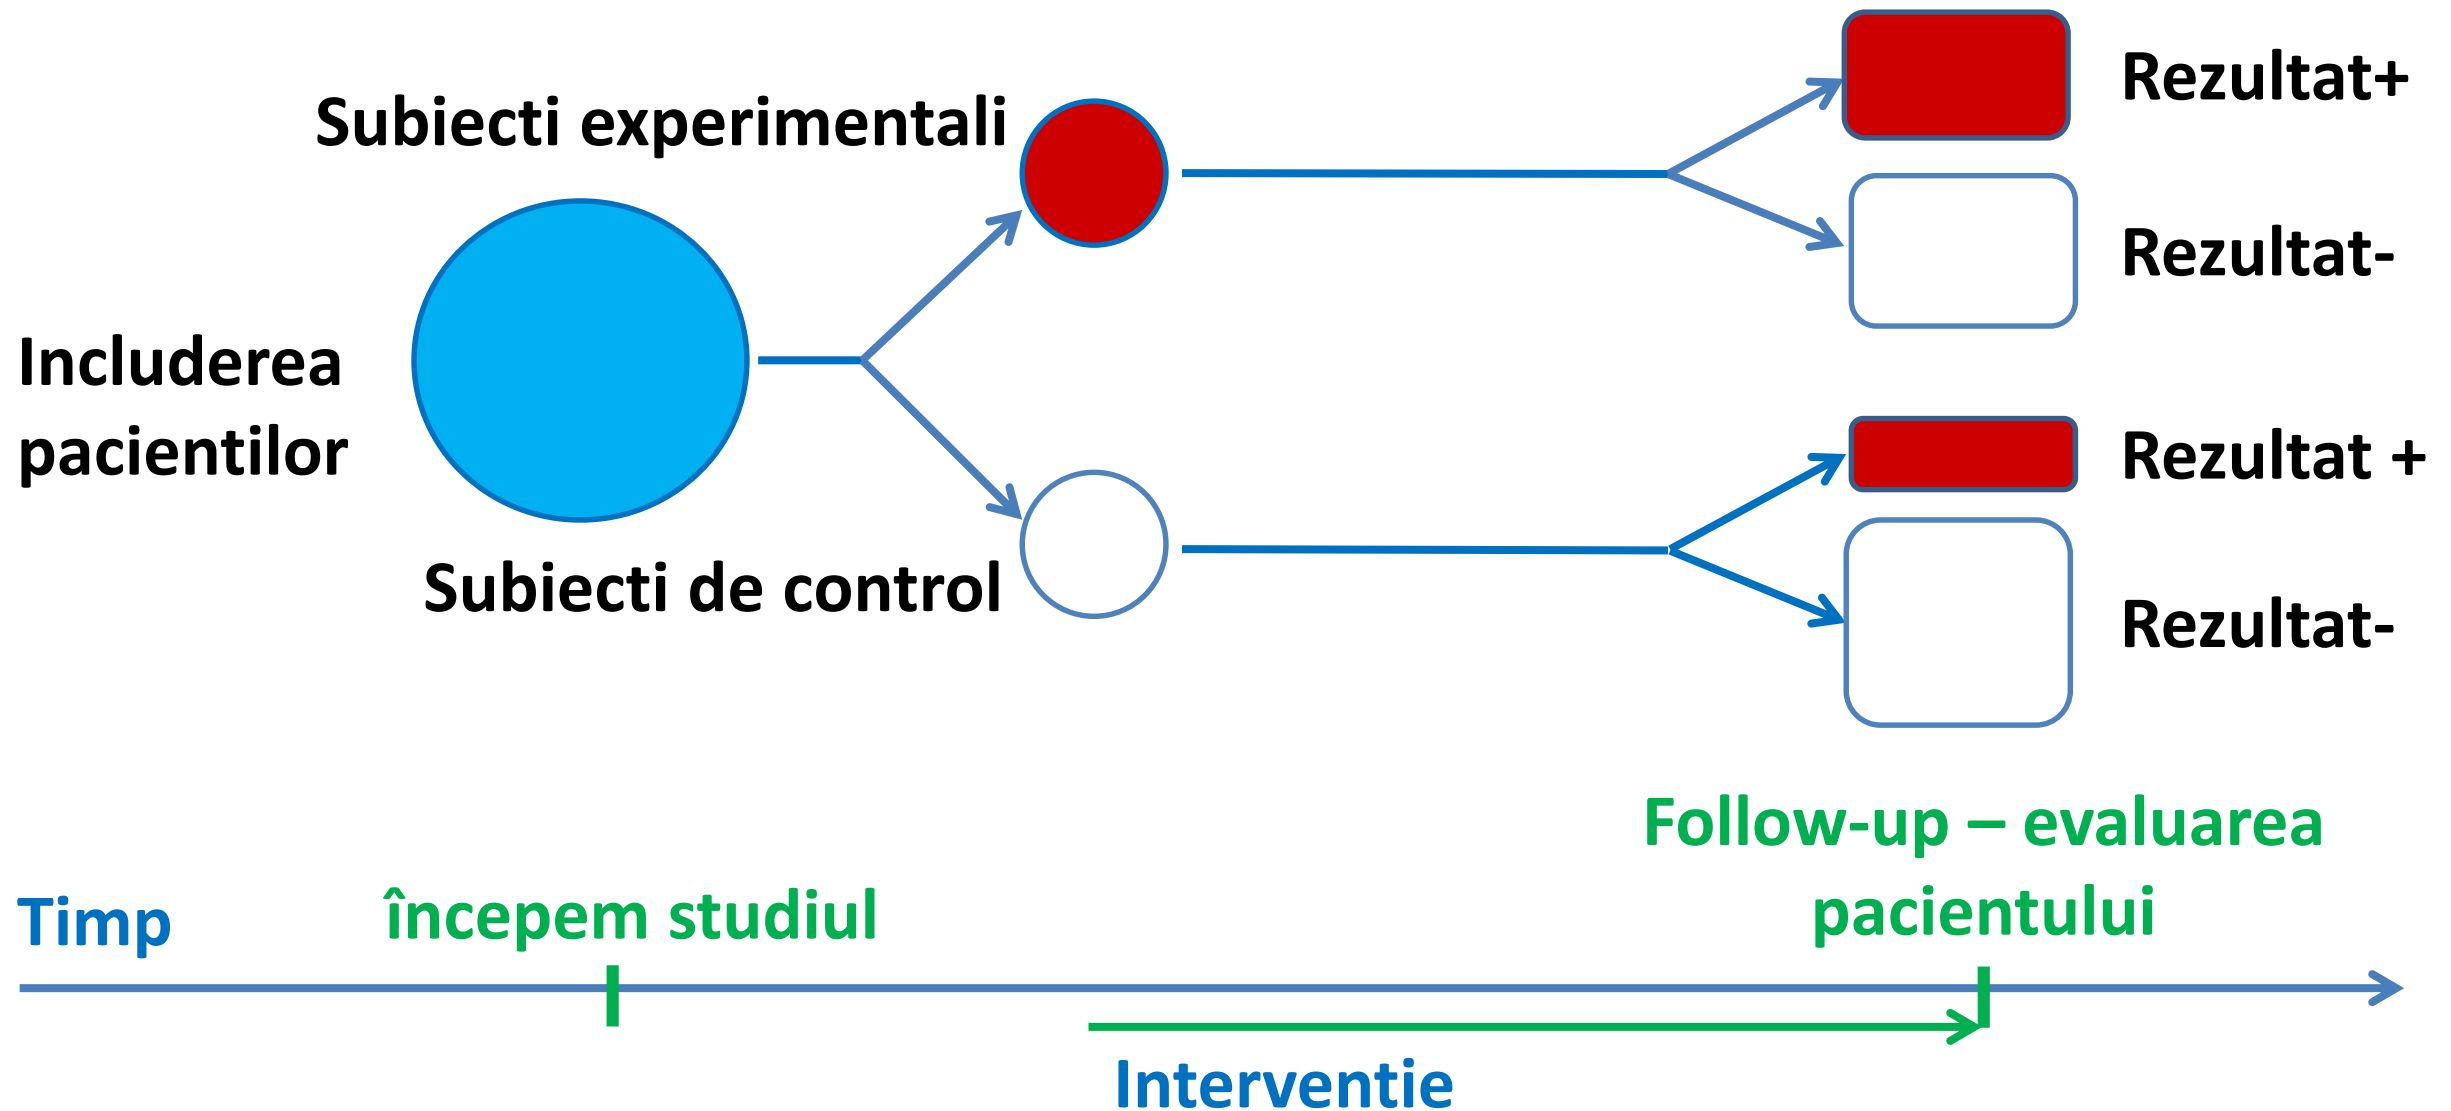 Subiecti experimentali
Rezultat+
Rezultat-
Includerea
pacientilor
Rezultat +
Subiecti de control
Rezultat-
Follow-up – evaluarea
pacientului
Timp
începem studiul
Interventie